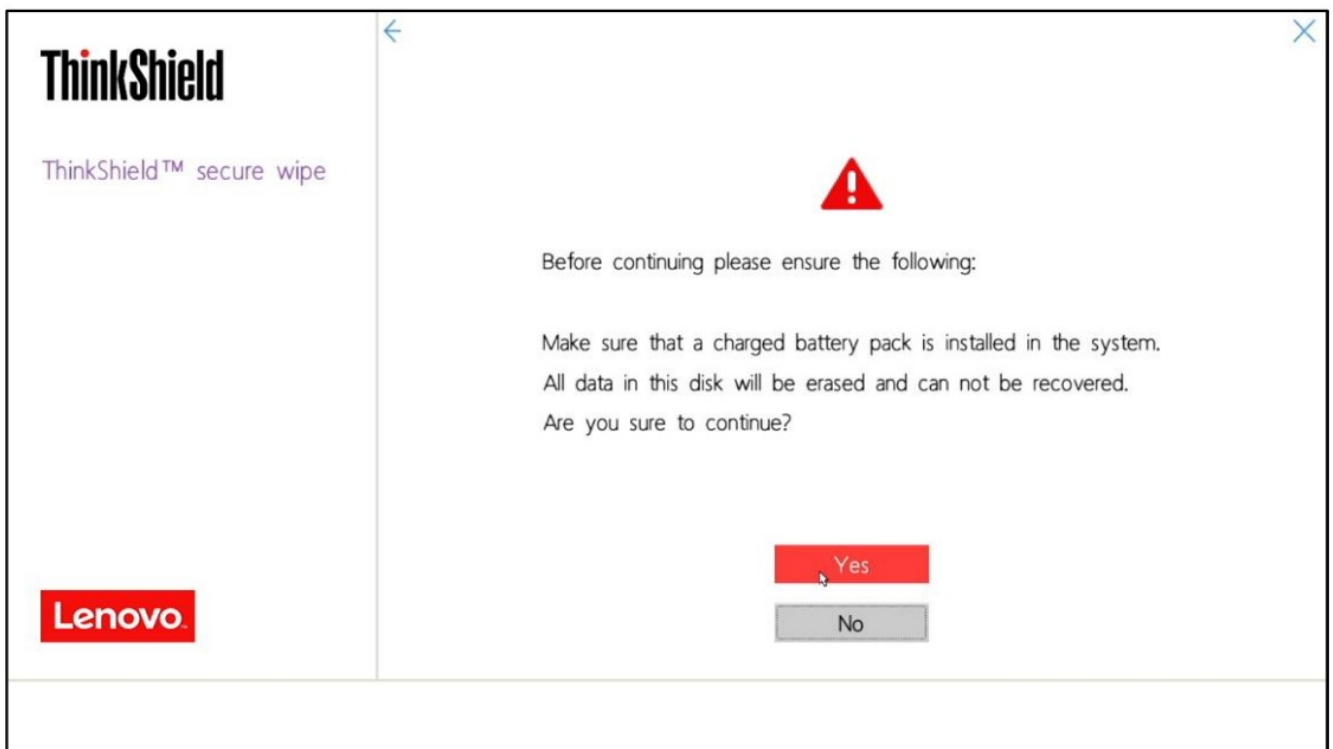 ThinkShield
ThinkShield™ secure wipe
Before continuing please ensure the following:
Make sure that a charged battery pack is installed in the system.
All data in this disk will be erased and can not be recovered.
Are you sure to continue?
Yes
No
Lenovo